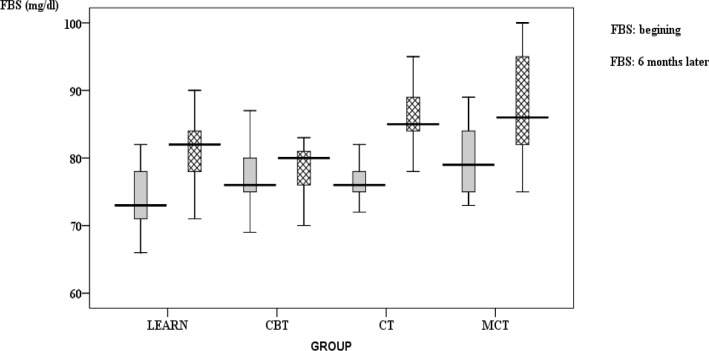 FBS (mg/dl)
100
90
80
70
60
LEARN
CBT
CT
MCT
GROUP
FBS: begining
FBS: 6 months later